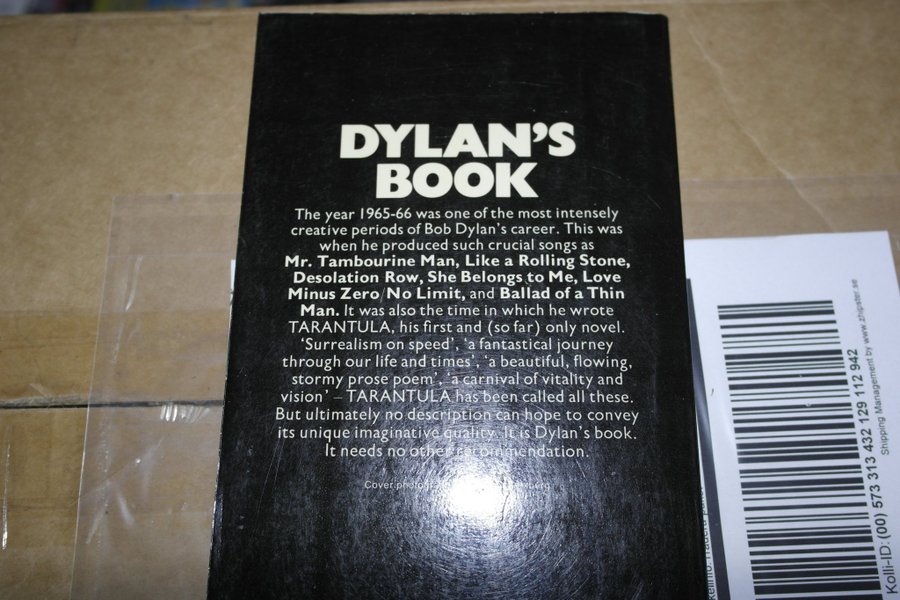 DYLAN'S
BOOK
The year 1965-66 was one of the most intensely
creative periods of Bob Dylan's career. This was
when he produced such crucial songs as
Mr. Tambourine Man, Like a Rolling Stone,
Desolation Row, She Belongs to Me, Love
Minus Zero/No Limit, and Ballad of a Thin
Man. It was also the time in which he wrote
TARANTULA, his first and (so far) only novel.
'Surrealism on speed', 'a fantastical journey
through our life and times', 'a beautiful, flowing,
stormy prose poem', 'a carnival of vitality and
vision' – TARANTULA has been called all these.
But ultimately no description can hope to convey
its unique imaginative quality. It is Dylan's book.
It needs no other recommendation.
Cover
Kolli-ID: (00) 573 313 432 129 112 942
Shipping Management by www.zhipster.se